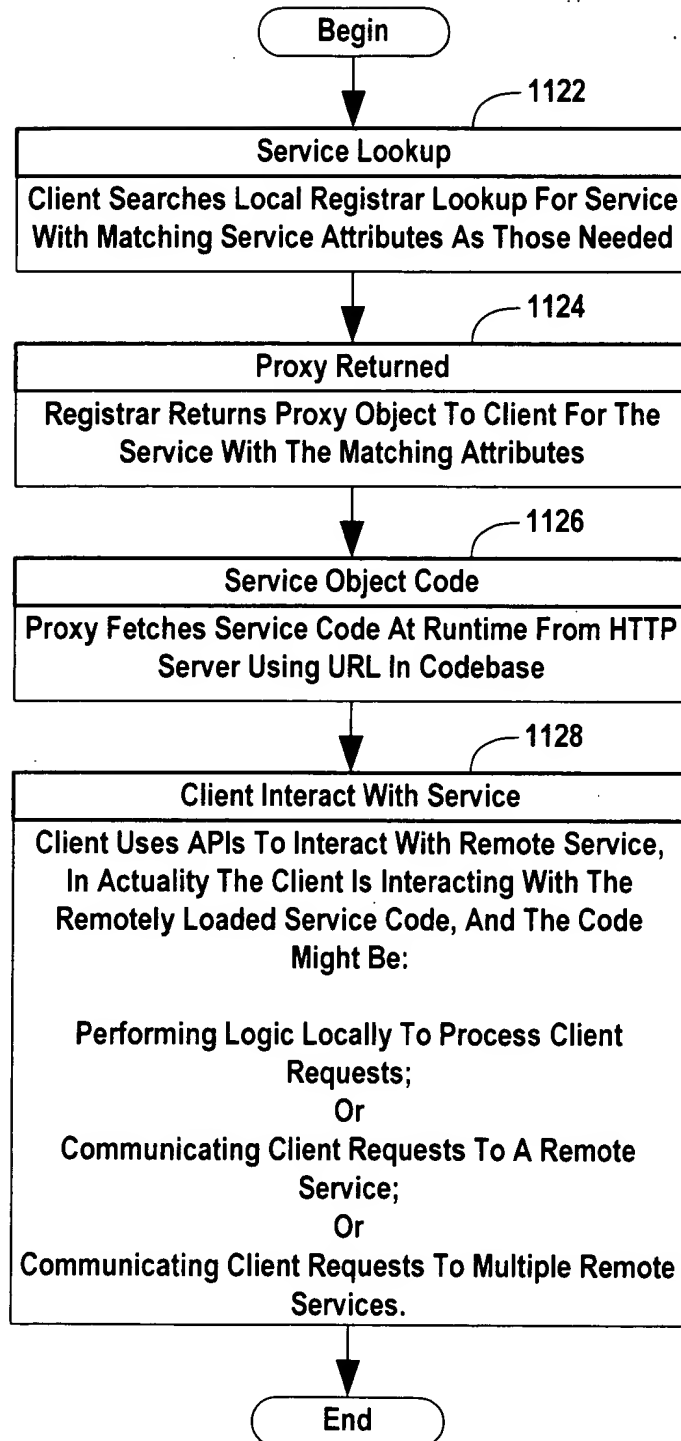 Begin
1122
Service Lookup
Client Searches Local Registrar Lookup For Service
With Matching Service Attributes As Those Needed
1124
Proxy Returned
Registrar Returns Proxy Object To Client For The
Service With The Matching Attributes
1126
Service Object Code
Proxy Fetches Service Code At Runtime From HTTP
Server Using URL In Codebase
1128
Client Interact With Service
Client Uses APIs To Interact With Remote Service,
In Actuality The Client Is Interacting With The
Remotely Loaded Service Code, And The Code
Might Be:
Performing Logic Locally To Process Client
Requests;
Or
Communicating Client Requests To A Remote
Service;
Or
Communicating Client Requests To Multiple Remote
Services.
End